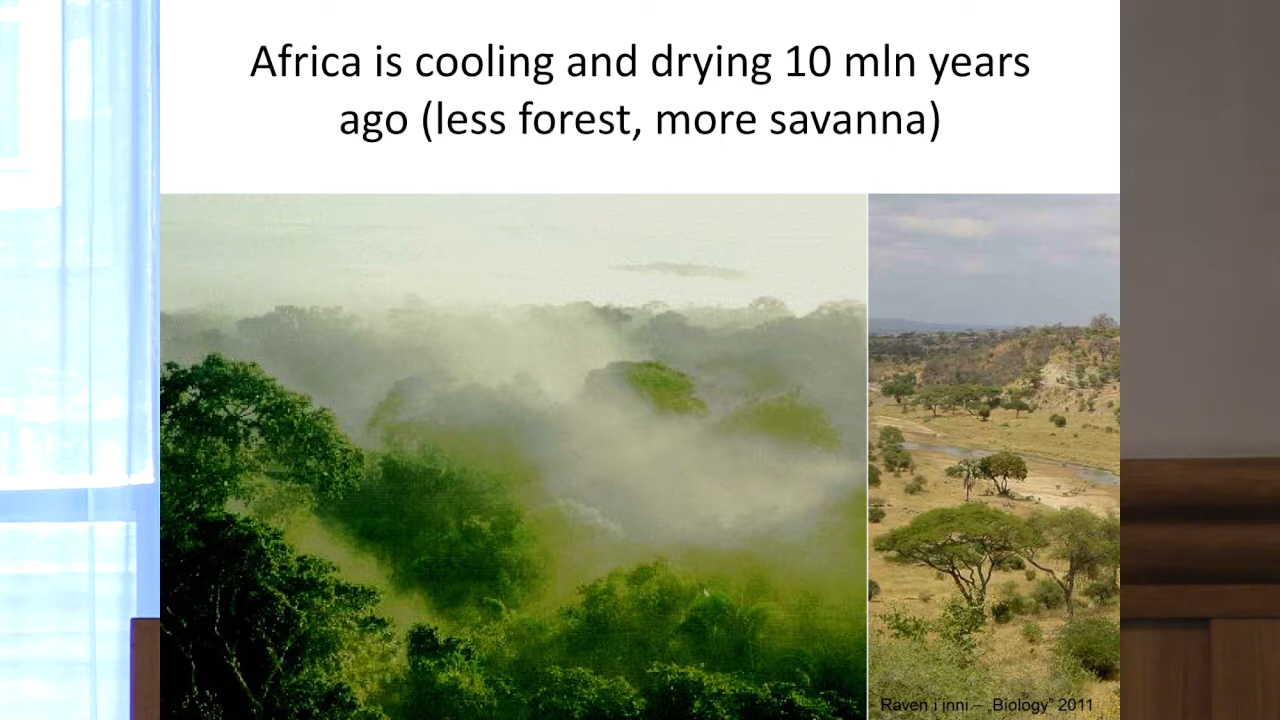 Africa is cooling and drying 10 mln years
ago (less forest, more savanna)
Raven i inni – „Biology” 2011